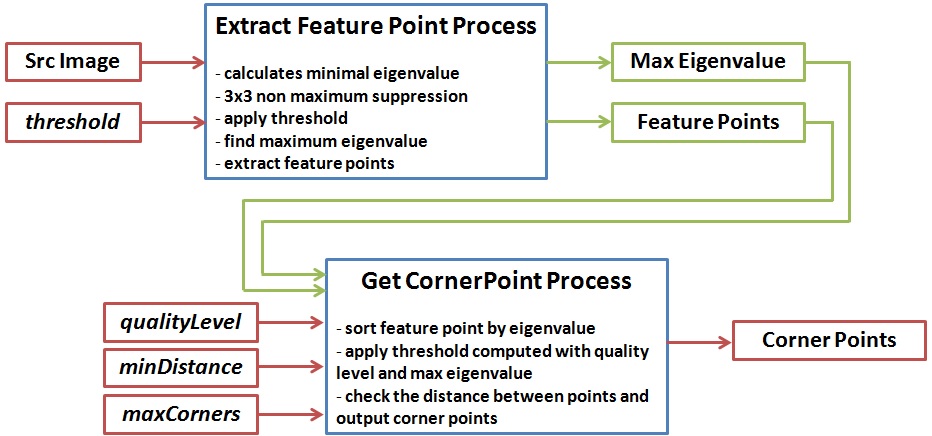 Extract Feature Point Process
Src Image
threshold
- calculates minimal eigenvalue
- 3x3 non maximum suppression
- apply threshold
- find maximum eigenvalue
- extract feature points
Max Eigenvalue
Feature Points
Get CornerPoint Process
qualityLevel
minDistance
maxCorners
- sort feature point by eigenvalue
- apply threshold computed with quality
level and max eigenvalue
- check the distance between points and
output corner points
Corner Points